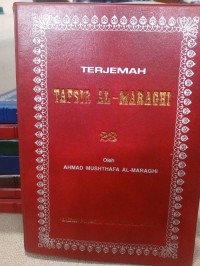 TERJEMAH
TAFSIR AL-MARAGHI
28
Oleh
AHMAD MUSHTHAFA AL-MARAGHI